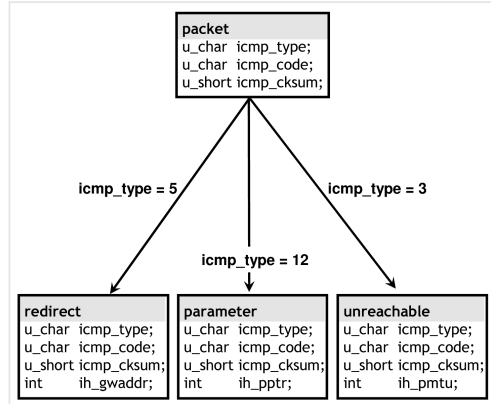 packet
u_char icmp_type;
u_char icmp_code;
u_short icmp_cksum;
icmp_type = 5
icmp_type = 3
icmp_type = 12
redirect
u_char icmp_type;
u_char icmp_code;
u_short icmp_cksum;
int ih_gwaddr;
parameter
u_char icmp_type;
u_char icmp_code;
u_short icmp_cksum;
int ih_pptr;
unreachable
u_char icmp_type;
u_char icmp_code;
u_short icmp_cksum;
int ih_pmtu;